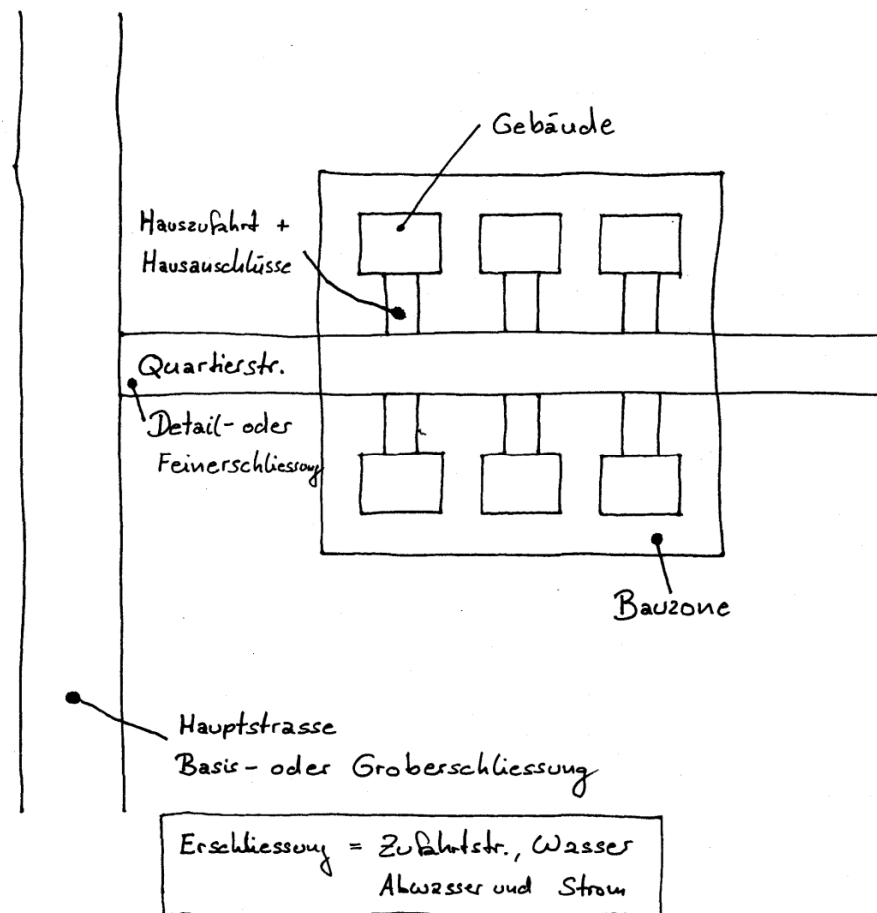 Gebäude
Hauszufahrt +
Hausanschlüsse
Quartierstr.
Detail- oder
Feinerschliessung
Bauzone
Hauptstrasse
Basis- oder Groberschliessung
Erschliessung = Zufahrtstr., Wasser
Abwasser und Strom